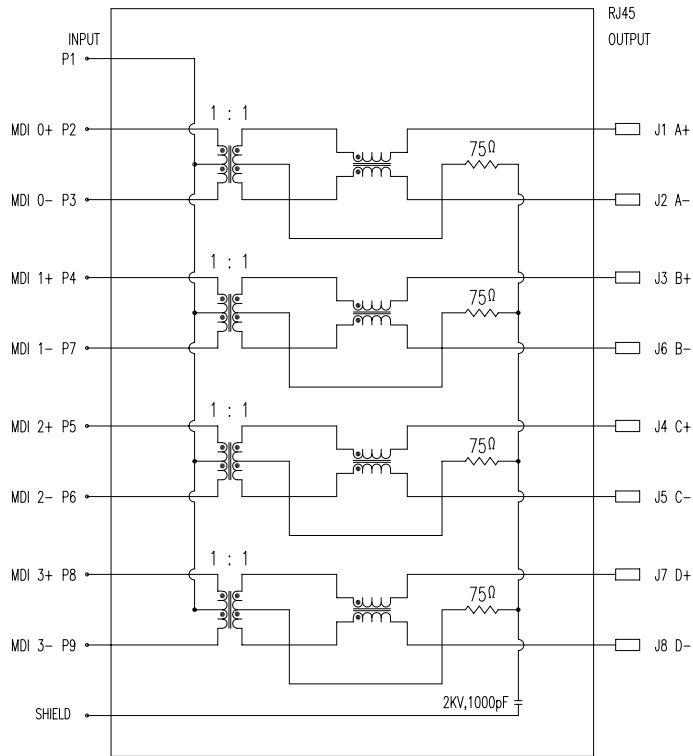 RJ45
INPUT
OUTPUT
P1
1 : 1
MDI 0+ P2
J1 A+
75Ω
MDI 0- P3
J2 A-
1 : 1
MDI 1+ P4
J3 B+
75Ω
MDI 1- P7
J6 B-
1 : 1
MDI 2+ P5
J4 C+
75Ω
MDI 2- P6
J5 C-
1 : 1
MDI 3+ P8
J7 D+
75Ω
MDI 3- P9
J8 D-
2KV,1000pF
SHIELD